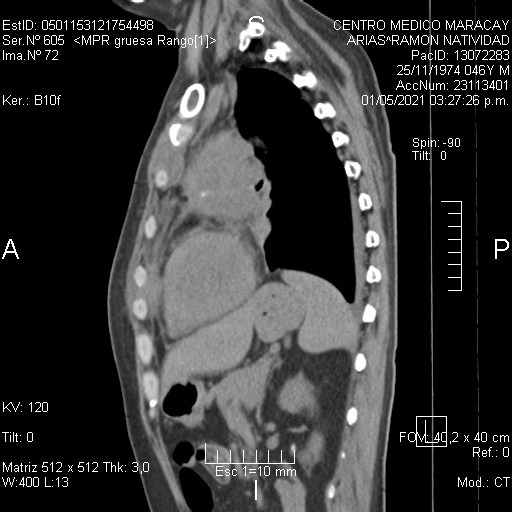 EstID: 0501153121754498
Ser.Nº 605 <MPR gruesa Rango[1]>
Ima.Nº 72
Ker.: B10f
CENTRO MEDICO MARACAY
ARIAS^RAMON NATIVIDAD
PacID: 13072283
25/11/1974 046Y M
AccNum: 23113401
01/05/2021 03:27:26 p.m.
Spin: -90
Tilt: 0
A
P
KV: 120
Tilt: 0
Matriz 512 x 512 Thk: 3,0
W:400 L:13
Esc 1=10 mm
FOM: 40,2 x 40 cm
Ref.: 0
Mod.: CT